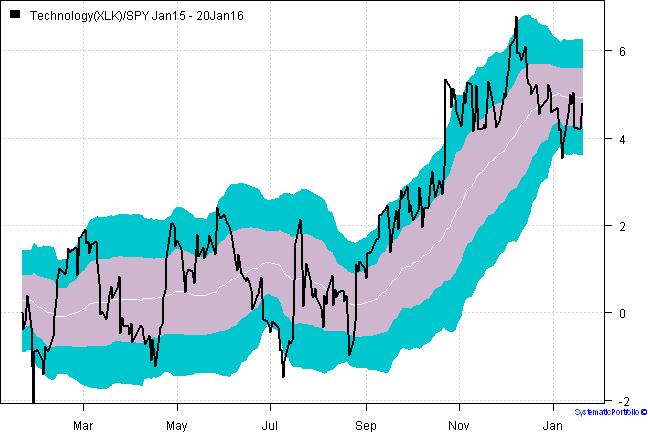 Technology(XLK)/SPY Jan15 - 20Jan16
6
4
2
0
-2
Mar May Jul Sep Nov Jan
SystematicPortfolio ©